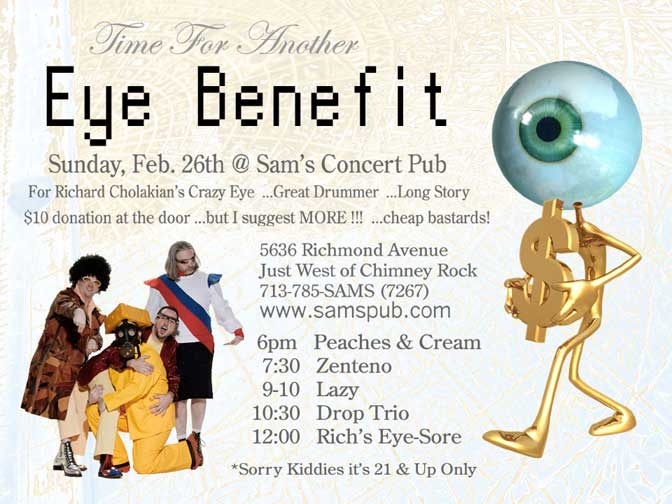 Time For Another
Eye Benefit
Sunday, Feb. 26th @ Sam's Concert Pub
For Richard Cholakian's Crazy Eye ...Great Drummer ...Long Story
$10 donation at the door ...but I suggest MORE !!! ...cheap bastards!
5636 Richmond Avenue
Just West of Chimney Rock
713-785-SAMS (7267)
www.samspub.com
6pm Peaches & Cream
7:30 Zenteno
9-10 Lazy
10:30 Drop Trio
12:00 Rich's Eye-Sore
*Sorry Kiddies it's 21 & Up Only